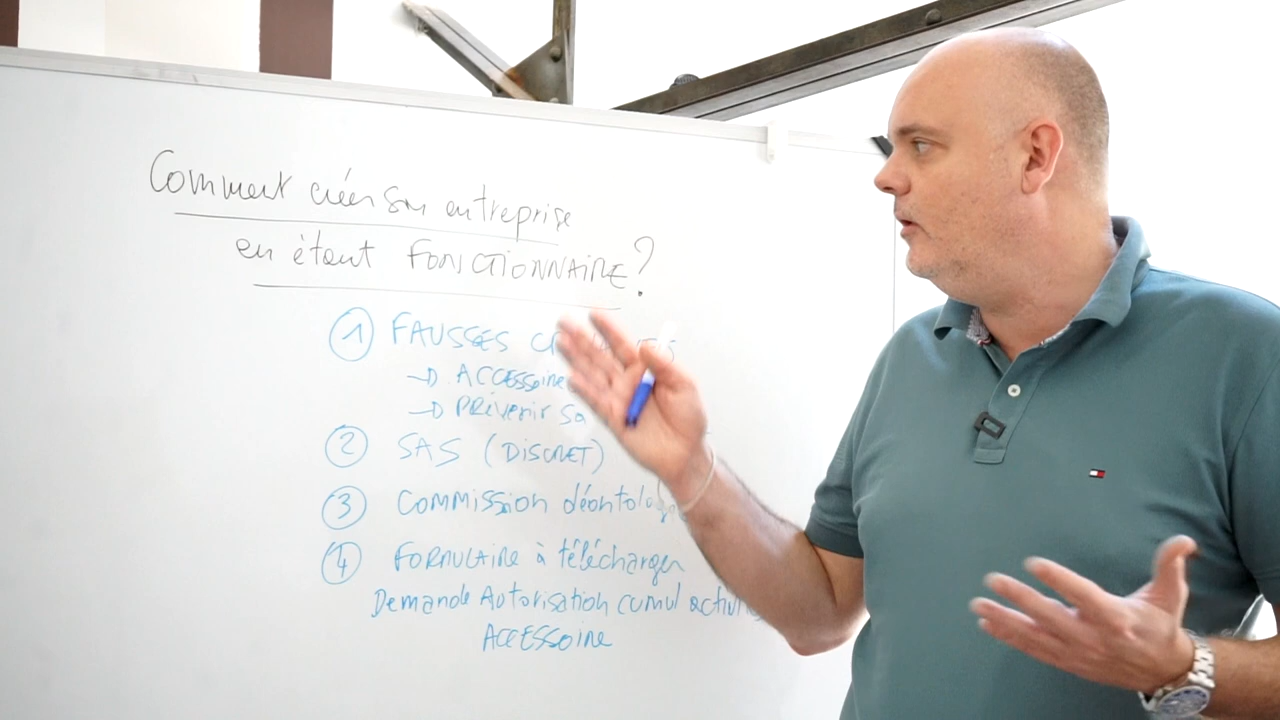 Comment créer son entreprise
en étant FONCTIONNAIRE?
1 FAUSSES
→ ACCESSOIRE
→ PRÉVENIR SA
2 SAS (DISCRET)
3 COMMISSION déontolog
4 FORMULAIRE à télécharger
Demande Autorisation cumul activités
ACCESSOIRE